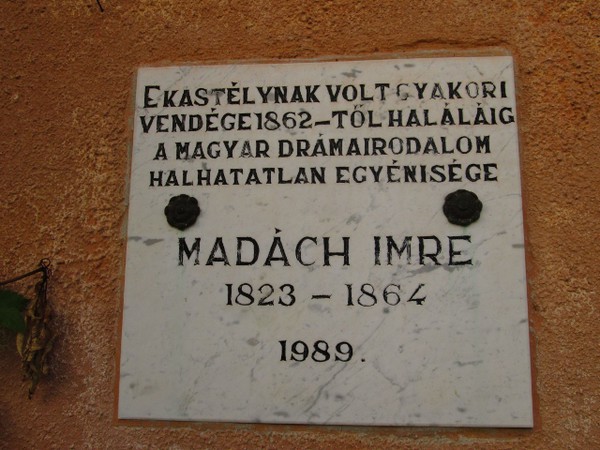 E KASTÉLYNAK VOLT GYAKORI
VENDÉGE 1862-TŐL HALÁLÁIG
A MAGYAR DRÁMAIRODALOM
HALHATATLAN EGYÉNISÉGE
MADÁCH IMRE
1823 - 1864
1989.